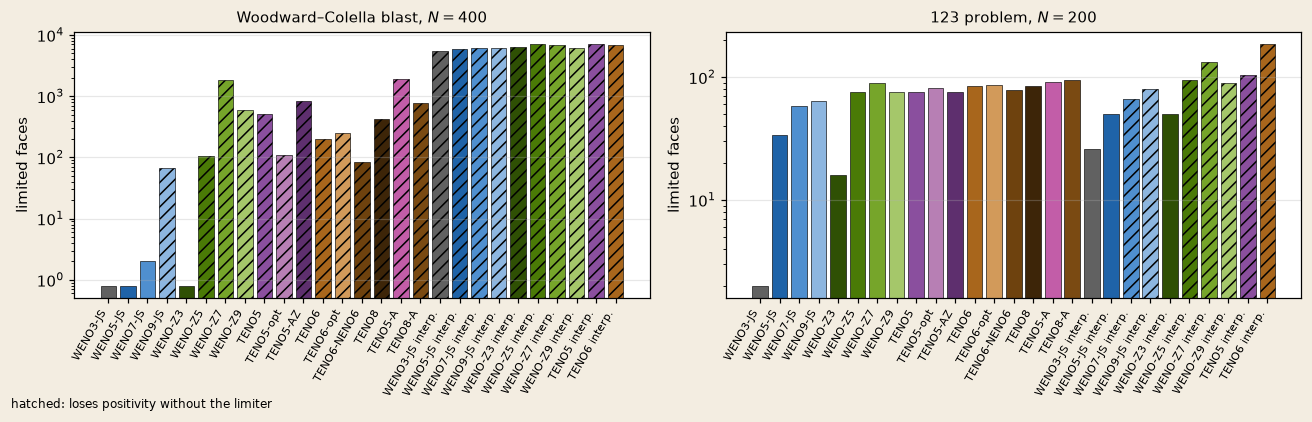 Woodward–Colella blast, N = 400
limited faces
10⁴
10³
10²
10¹
10⁰
WENO3-JS
WENO5-JS
WENO7-JS
WENO9-JS
WENO-Z3
WENO-Z5
WENO-Z7
WENO-Z9
TENO5
TENO5-opt
TENO5-AZ
TENO6
TENO6-opt
TENO6-NENO6
TENO8
TENO5-A
TENO8-A
WENO3-JS interp.
WENO5-JS interp.
WENO7-JS interp.
WENO9-JS interp.
WENO-Z3 interp.
WENO-Z5 interp.
WENO-Z7 interp.
WENO-Z9 interp.
TENO5 interp.
TENO6 interp.
123 problem, N = 200
limited faces
10²
10¹
WENO3-JS
WENO5-JS
WENO7-JS
WENO9-JS
WENO-Z3
WENO-Z5
WENO-Z7
WENO-Z9
TENO5
TENO5-opt
TENO5-AZ
TENO6
TENO6-opt
TENO6-NENO6
TENO8
TENO5-A
TENO8-A
WENO3-JS interp.
WENO5-JS interp.
WENO7-JS interp.
WENO9-JS interp.
WENO-Z3 interp.
WENO-Z5 interp.
WENO-Z7 interp.
WENO-Z9 interp.
TENO5 interp.
TENO6 interp.
hatched: loses positivity without the limiter